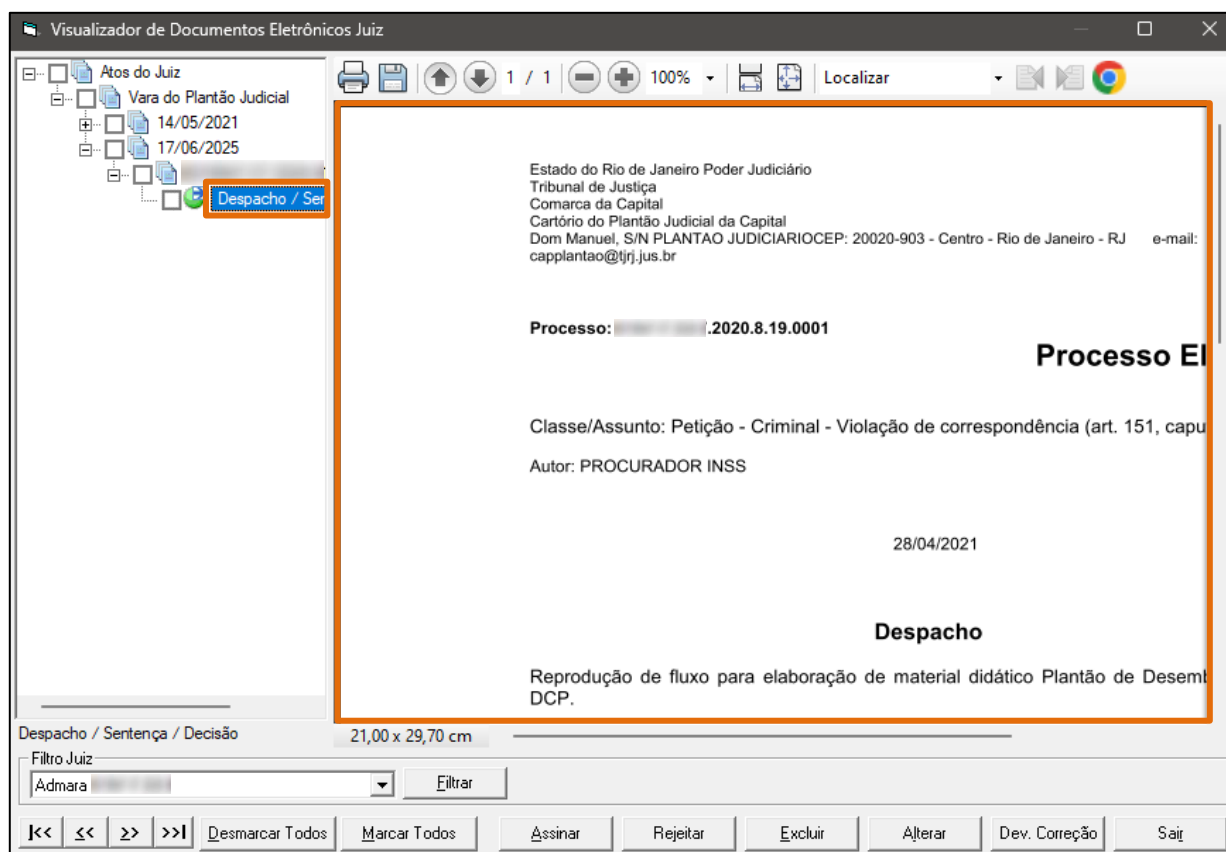 Visualizador de Documentos Eletrônicos Juiz
Atos do Juiz
Vara do Plantão Judicial
14/05/2021
17/06/2025
Despacho / Ser
1 / 1
100%
Localizar
Estado do Rio de Janeiro Poder Judiciário
Tribunal de Justiça
Comarca da Capital
Cartório do Plantão Judicial da Capital
Dom Manuel, S/N PLANTAO JUDICIARIOCEP: 20020-903 - Centro - Rio de Janeiro - RJ e-mail:
capplantao@tjrj.jus.br
Processo: .2020.8.19.0001
Processo El
Classe/Assunto: Petição - Criminal - Violação de correspondência (art. 151, capu
Autor: PROCURADOR INSS
28/04/2021
Despacho
Reprodução de fluxo para elaboração de material didático Plantão de Desemb
DCP.
Despacho / Sentença / Decisão
21,00 x 29,70 cm
Filtro Juiz
Admara
Filtrar
|<< << >> >>| Desmarcar Todos Marcar Todos Assinar Rejeitar Excluir Alterar Dev. Correção Sair